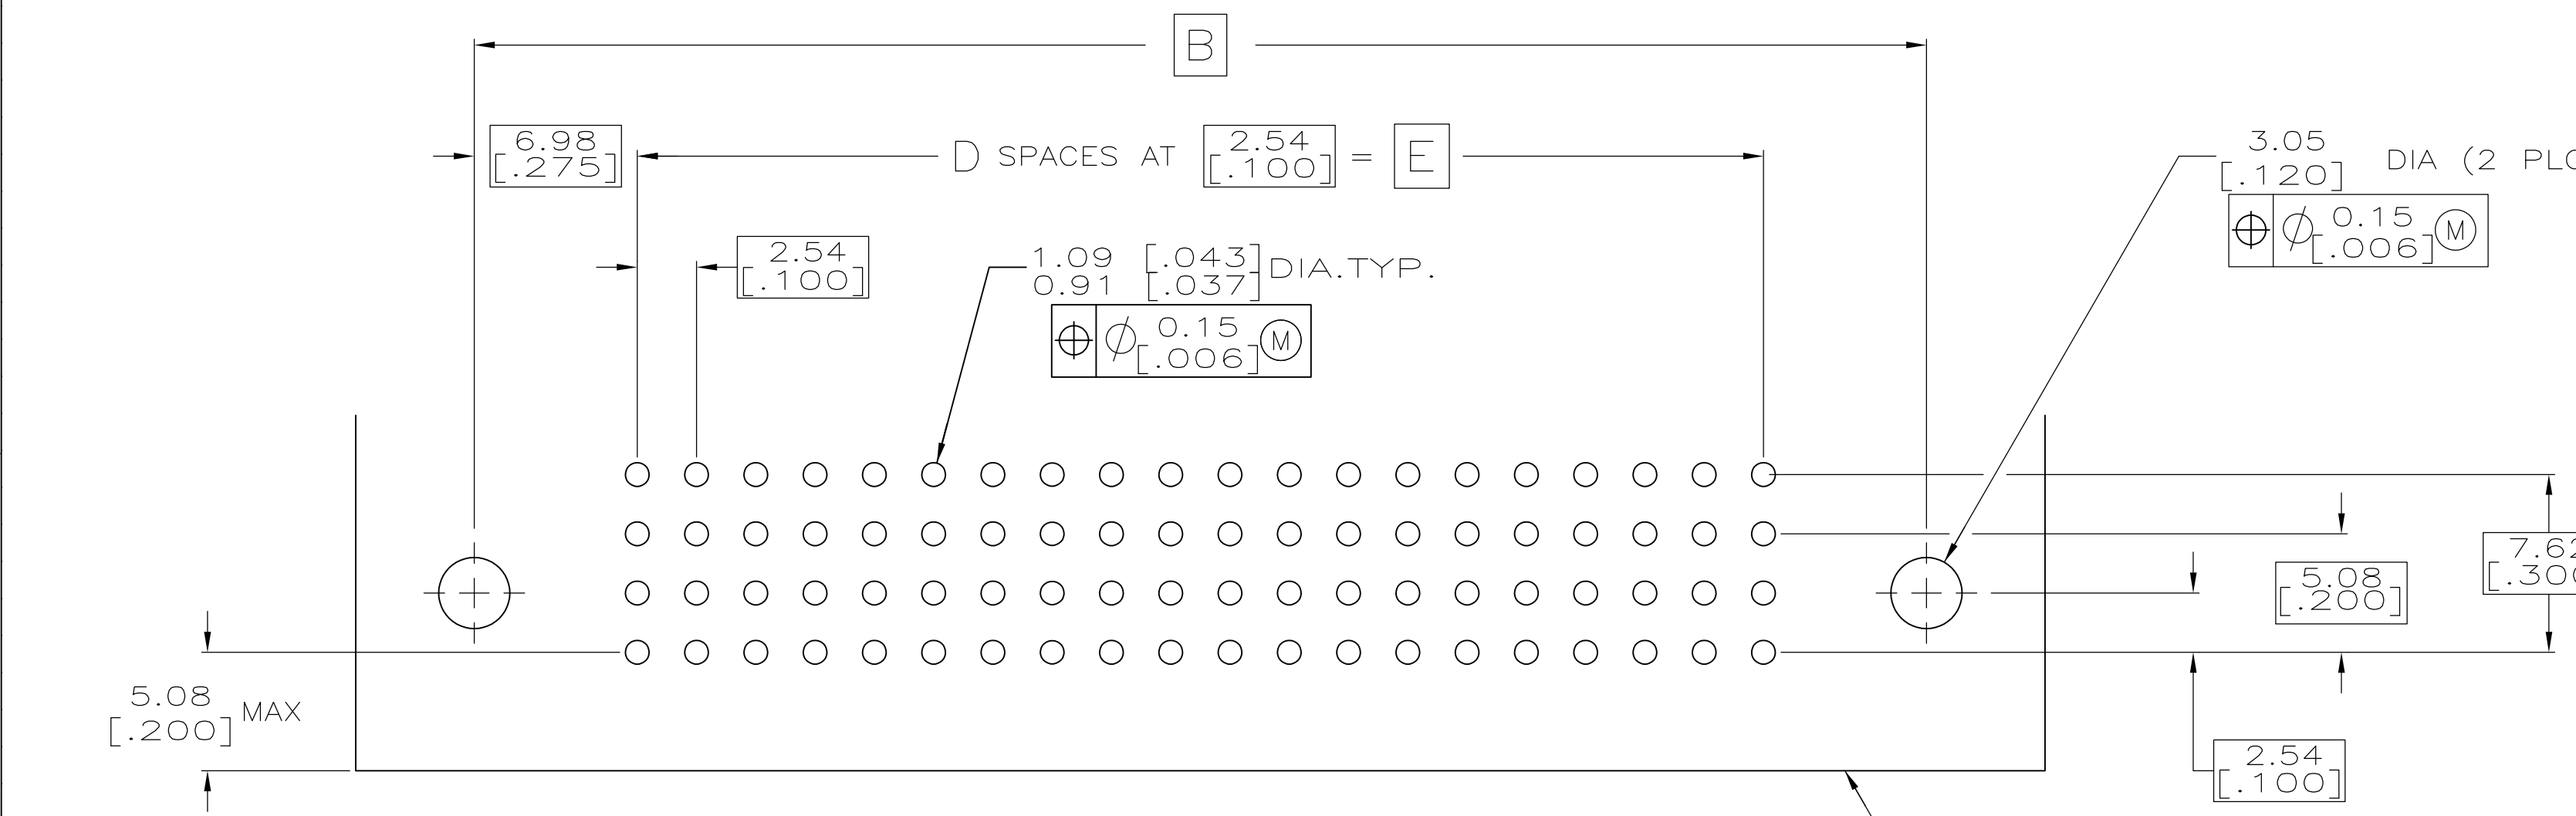 B
6.98
[.275]
D SPACES AT 2.54 [.100] = E
3.05
[.120] DIA (2
⌖ ⌀ 0.15 [.006] Ⓜ
2.54
[.100]
1.09 [.043]
0.91 [.037] DIA.TYP.
⌖ ⌀ 0.15 [.006] Ⓜ
5.08
[.200]
5.08
[.200] MAX
2.54
[.100]